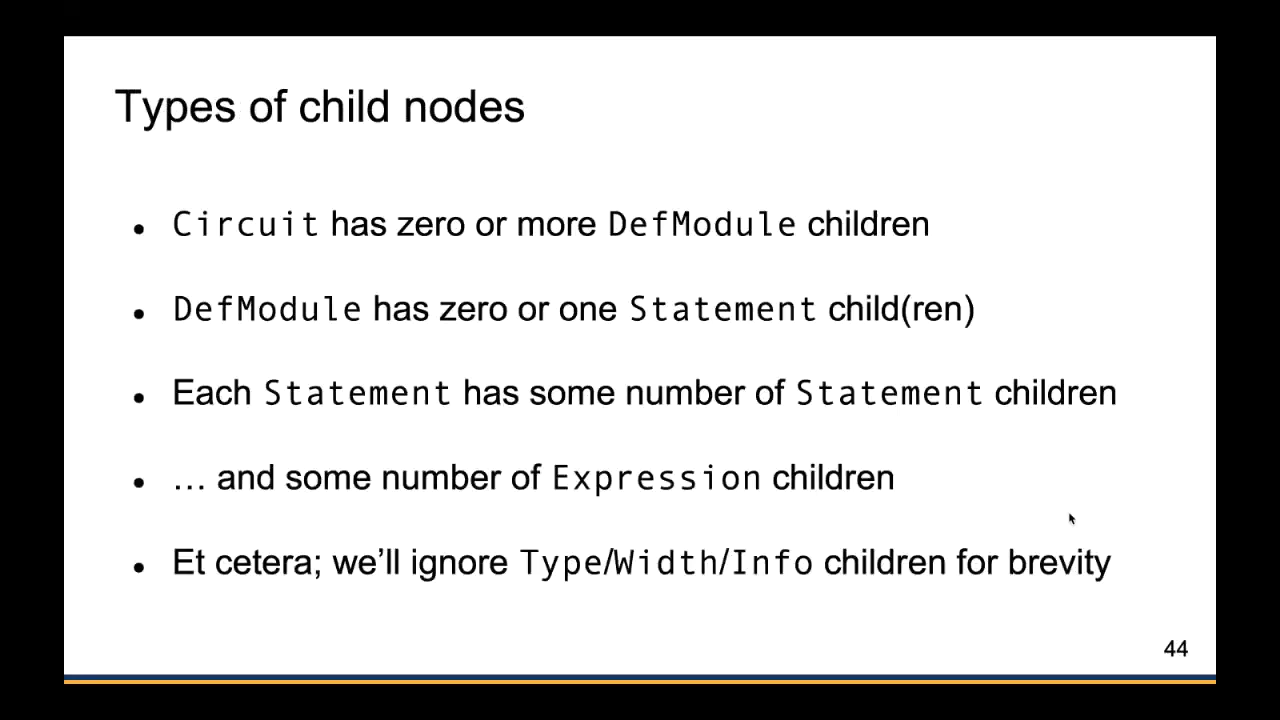 Types of child nodes
• Circuit has zero or more DefModule children
• DefModule has zero or one Statement child(ren)
• Each Statement has some number of Statement children
• … and some number of Expression children
• Et cetera; we’ll ignore Type/Width/Info children for brevity
44